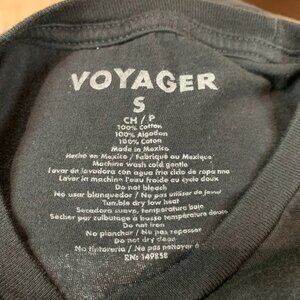 VOYAGER
S
CH / P
100% Cotton
100% Algodon
100% Coton
Made in Mexico
Hecho en Mexico / Fabriqué au Mexique
Machine wash cold gentle
Lavar en lavadora con agua fria ciclo de ropa fina
Laver à la machine à l'eau froide au cycle doux
Do not bleach
No usar blanqueador / Ne pas utiliser de javel
Tumble dry low heat
Secadora suave, temperatura baja
Sécher par culbutage à basse température douce
Do not iron
No planchar / Ne pas repasser
Do not dry clean
No tintoreria / Ne pas nettoyer à
RN: 149858